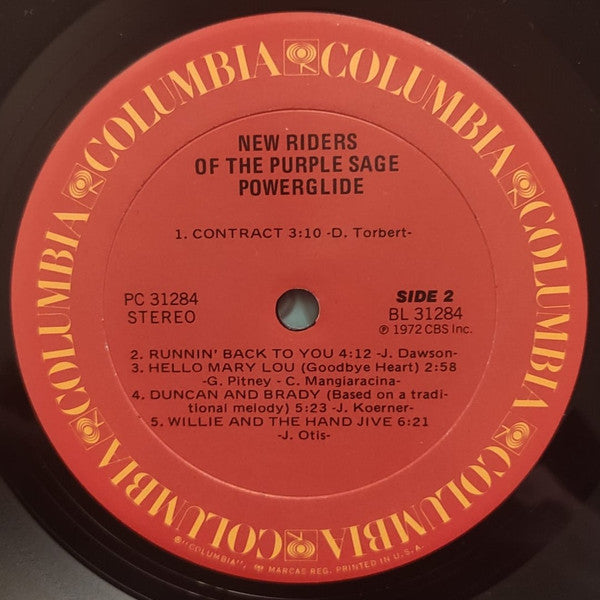 COLUMBIA COLUMBIA COLUMBIA COLUMBIA COLUMBIA COLUMBIA
NEW RIDERS
OF THE PURPLE SAGE
POWERGLIDE
1. CONTRACT 3:10 -D. Torbert-
PC 31284
STEREO
SIDE 2
BL 31284
℗ 1972 CBS Inc.
2. RUNNIN' BACK TO YOU 4:12 -J. Dawson-
3. HELLO MARY LOU (Goodbye Heart) 2:58
-G. Pitney - C. Mangiaracina-
4. DUNCAN AND BRADY (Based on a tradi-
tional melody) 5:23 -J. Koerner-
5. WILLIE AND THE HAND JIVE 6:21
-J. Otis-
®"COLUMBIA", MARCAS REG. PRINTED IN U.S.A.